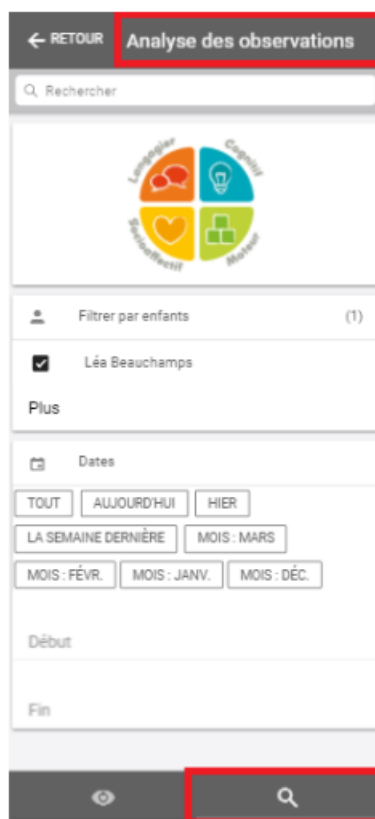 RETOUR Analyse des observations
Rechercher
Langagier Cognitif
Socioaffectif Moteur
Filtrer par enfants (1)
Léa Beauchamps
Plus
Dates
TOUT AUJOURD'HUI HIER
LA SEMAINE DERNIÈRE MOIS : MARS
MOIS : FÉVR. MOIS : JANV. MOIS : DÉC.
Début
Fin